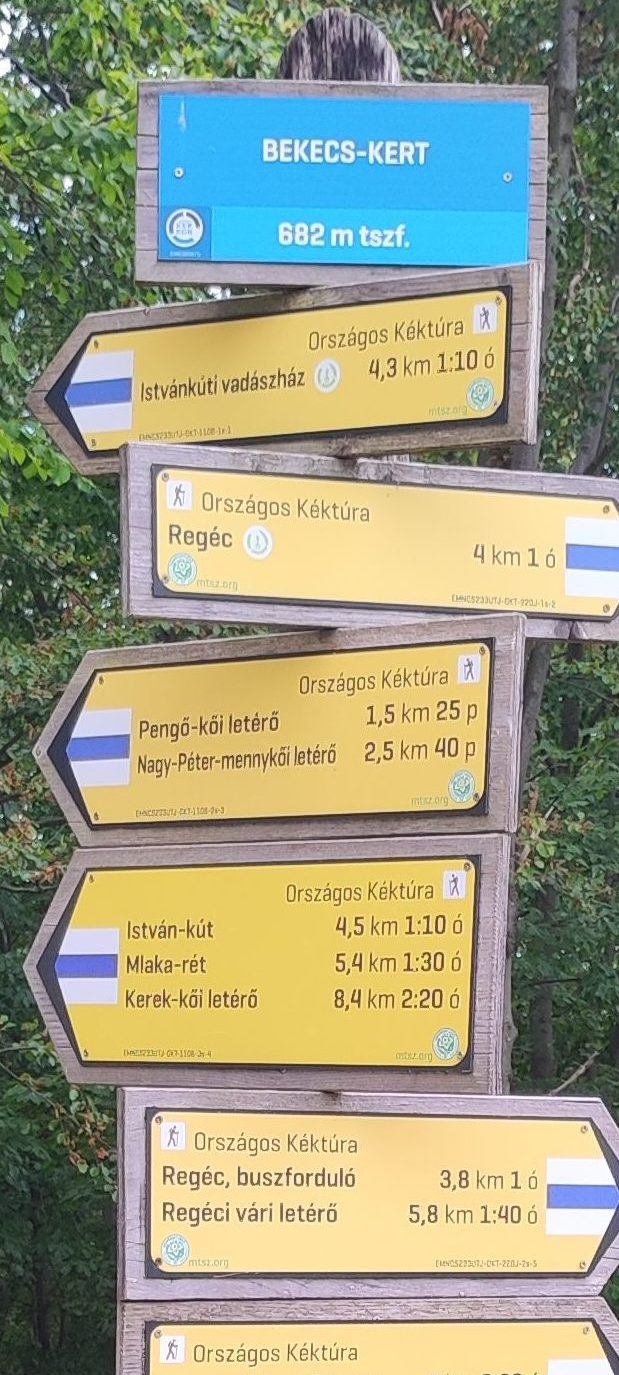 BEKECS-KERT
682 m tszf.
Országos Kéktúra
Istvánkúti vadászház 4,3 km 1:10 ó
mtsz.org
Országos Kéktúra
Regéc 4 km 1 ó
mtsz.org
Országos Kéktúra
Pengő-kői letérő 1,5 km 25 p
Nagy-Péter-mennykői letérő 2,5 km 40 p
mtsz.org
Országos Kéktúra
István-kút 4,5 km 1:10 ó
Mlaka-rét 5,4 km 1:30 ó
Kerek-kői letérő 8,4 km 2:20 ó
mtsz.org
Országos Kéktúra
Regéc, buszforduló 3,8 km 1 ó
Regéci vári letérő 5,8 km 1:40 ó
mtsz.org
Országos Kéktúra